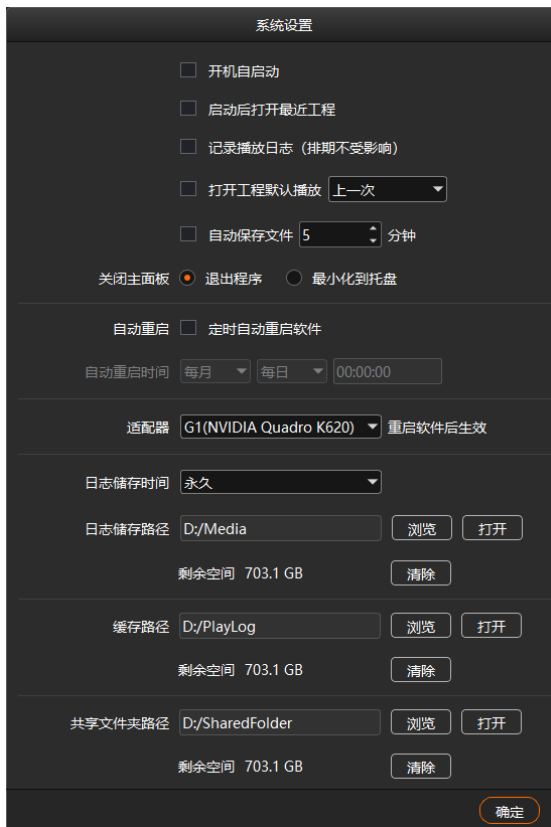 系统设置
开机自启动
启动后打开最近工程
记录播放日志（排期不受影响）
打开工程默认播放 上一次
自动保存文件 5 分钟
关闭主面板 退出程序 最小化到托盘
自动重启 定时自动重启软件
自动重启时间 每月 每日 00:00:00
适配器 G1(NVIDIA Quadro K620) 重启软件后生效
日志储存时间 永久
日志储存路径 D:/Media 浏览 打开
剩余空间 703.1 GB 清除
缓存路径 D:/PlayLog 浏览 打开
剩余空间 703.1 GB 清除
共享文件夹路径 D:/SharedFolder 浏览 打开
剩余空间 703.1 GB 清除
确定